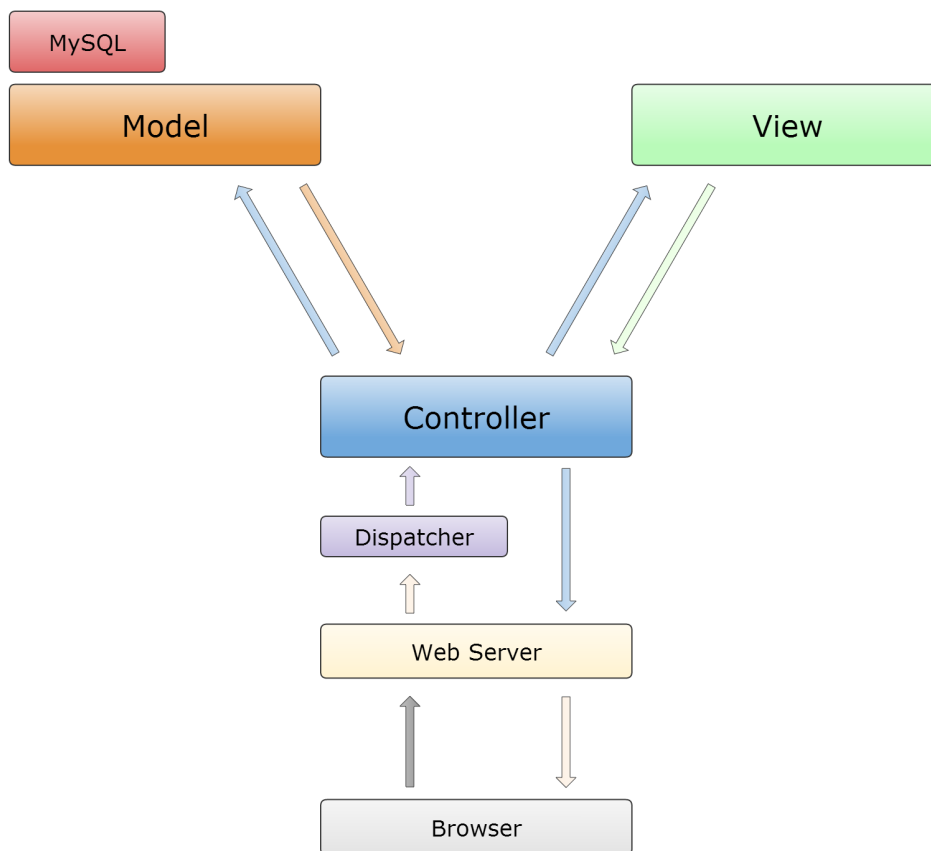 MySQL
Model
View
Controller
Dispatcher
Web Server
Browser